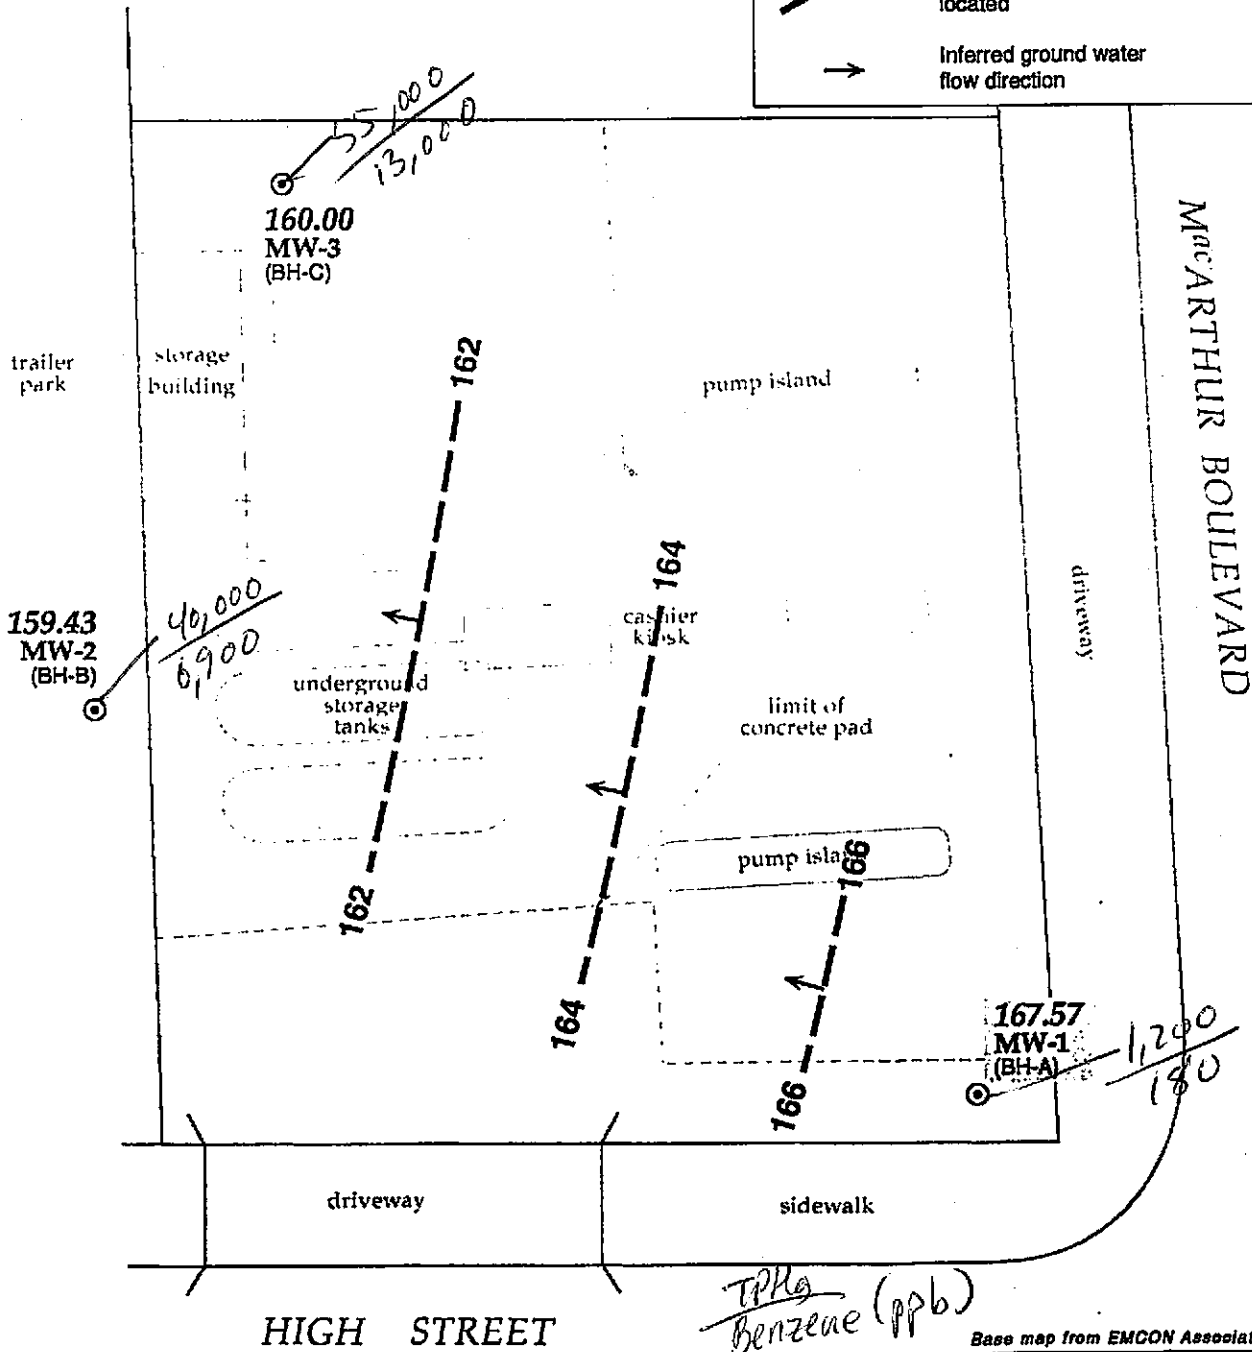 located
Inferred ground water
flow direction
55,000
13,000
160.00
MW-3
(BH-C)
MacARTHUR BOULEVARD
trailer
park
storage
building
162
pump island
164
driveway
159.43
MW-2
(BH-B)
40,000
6,900
cashier
kiosk
underground
storage
tanks
limit of
concrete pad
pump island
166
162
164
167.57
MW-1
(BH-A)
1,200
180
166
driveway
sidewalk
HIGH STREET
TPHg
Benzene (ppb)
Base map from EMCON Associat